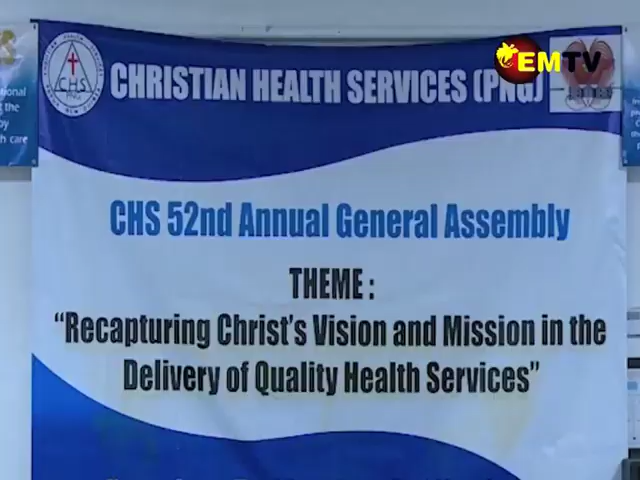 EMTV
CHRISTIAN HEALTH SERVICES (PNG)
CHS
CHS 52nd Annual General Assembly
THEME :
“Recapturing Christ’s Vision and Mission in the
Delivery of Quality Health Services”